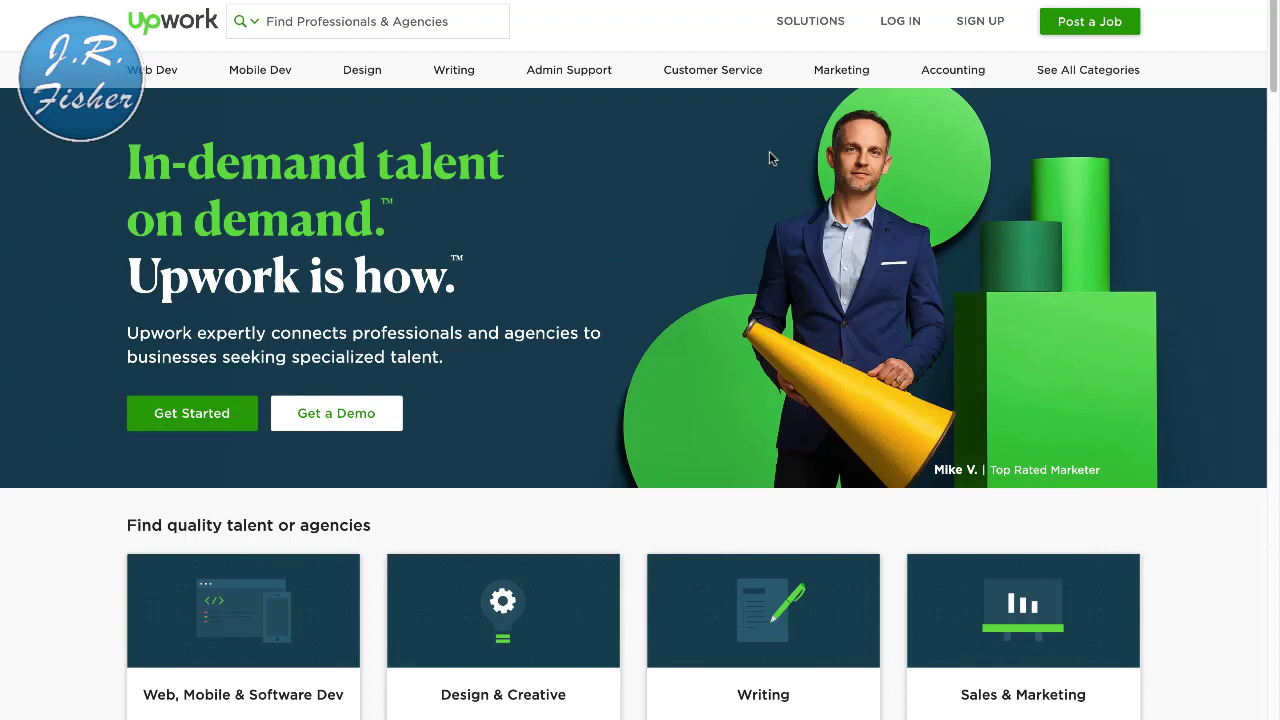 Upwork
Find Professionals & Agencies
SOLUTIONS
LOG IN
SIGN UP
Post a Job
J.R.
Fisher
Web Dev
Mobile Dev
Design
Writing
Admin Support
Customer Service
Marketing
Accounting
See All Categories
In-demand talent
on demand.™
Upwork is how.™
Upwork expertly connects professionals and agencies to
businesses seeking specialized talent.
Get Started
Get a Demo
Mike V. | Top Rated Marketer
Find quality talent or agencies
</>
Web, Mobile & Software Dev
Design & Creative
Writing
Sales & Marketing